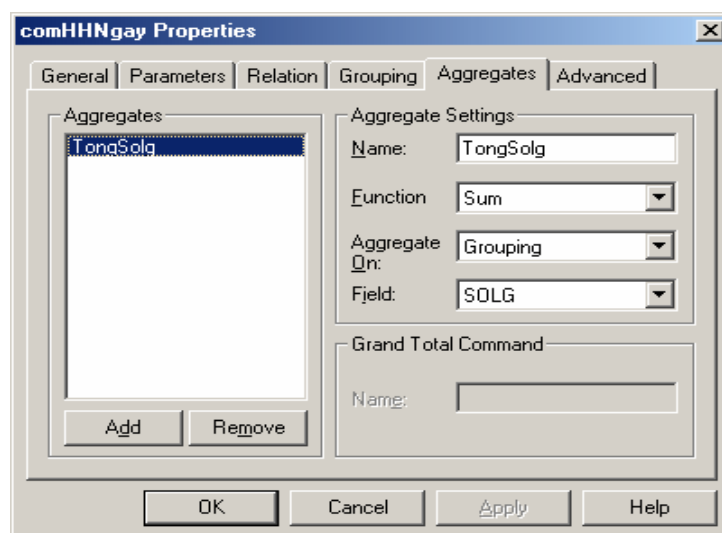 comHHNgay Properties
General Parameters Relation Grouping Aggregates Advanced
Aggregates
TongSolg
Add Remove
Aggregate Settings
Name: TongSolg
Function Sum
Aggregate On: Grouping
Field: SOLG
Grand Total Command
Name:
OK Cancel Apply Help